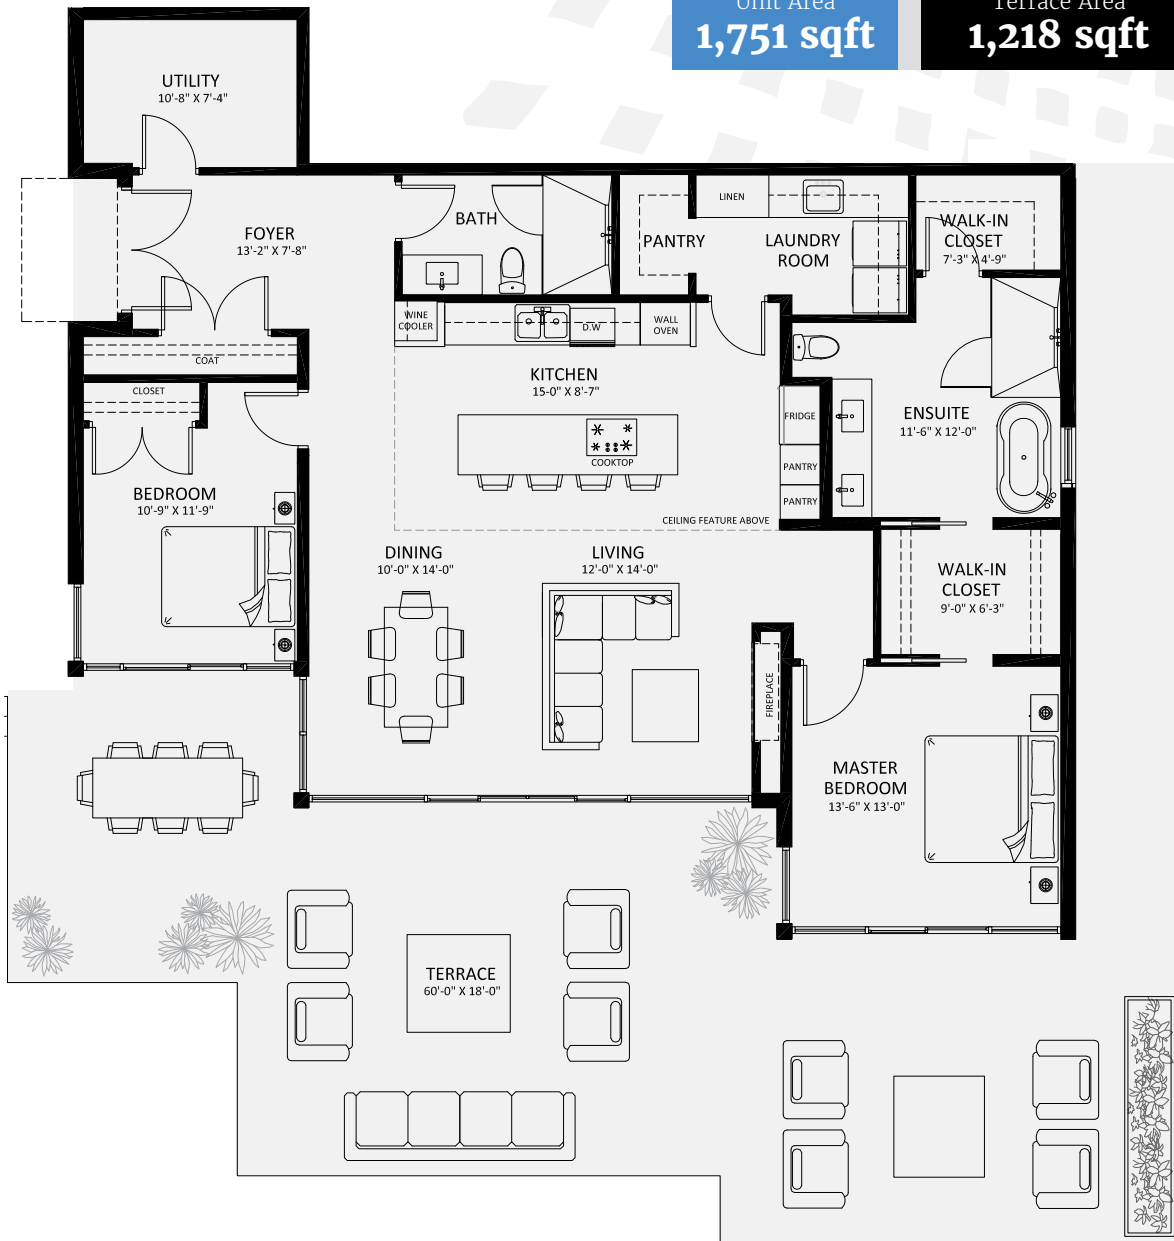 Unit Area
1,751 sqft
Terrace Area
1,218 sqft
UTILITY
10'-8" X 7'-4"
FOYER
13'-2" X 7'-8"
BATH
PANTRY
LINEN
LAUNDRY
ROOM
WALK-IN
CLOSET
7'-3" X 4'-9"
WINE
COOLER
D.W
WALL
OVEN
COAT
CLOSET
KITCHEN
15-0" X 8'-7"
COOKTOP
FRIDGE
PANTRY
PANTRY
ENSUITE
11'-6" X 12'-0"
BEDROOM
10'-9" X 11'-9"
CEILING FEATURE ABOVE
DINING
10'-0" X 14'-0"
LIVING
12'-0" X 14'-0"
WALK-IN
CLOSET
9'-0" X 6'-3"
FIREPLACE
MASTER
BEDROOM
13'-6" X 13'-0"
TERRACE
60'-0" X 18'-0"